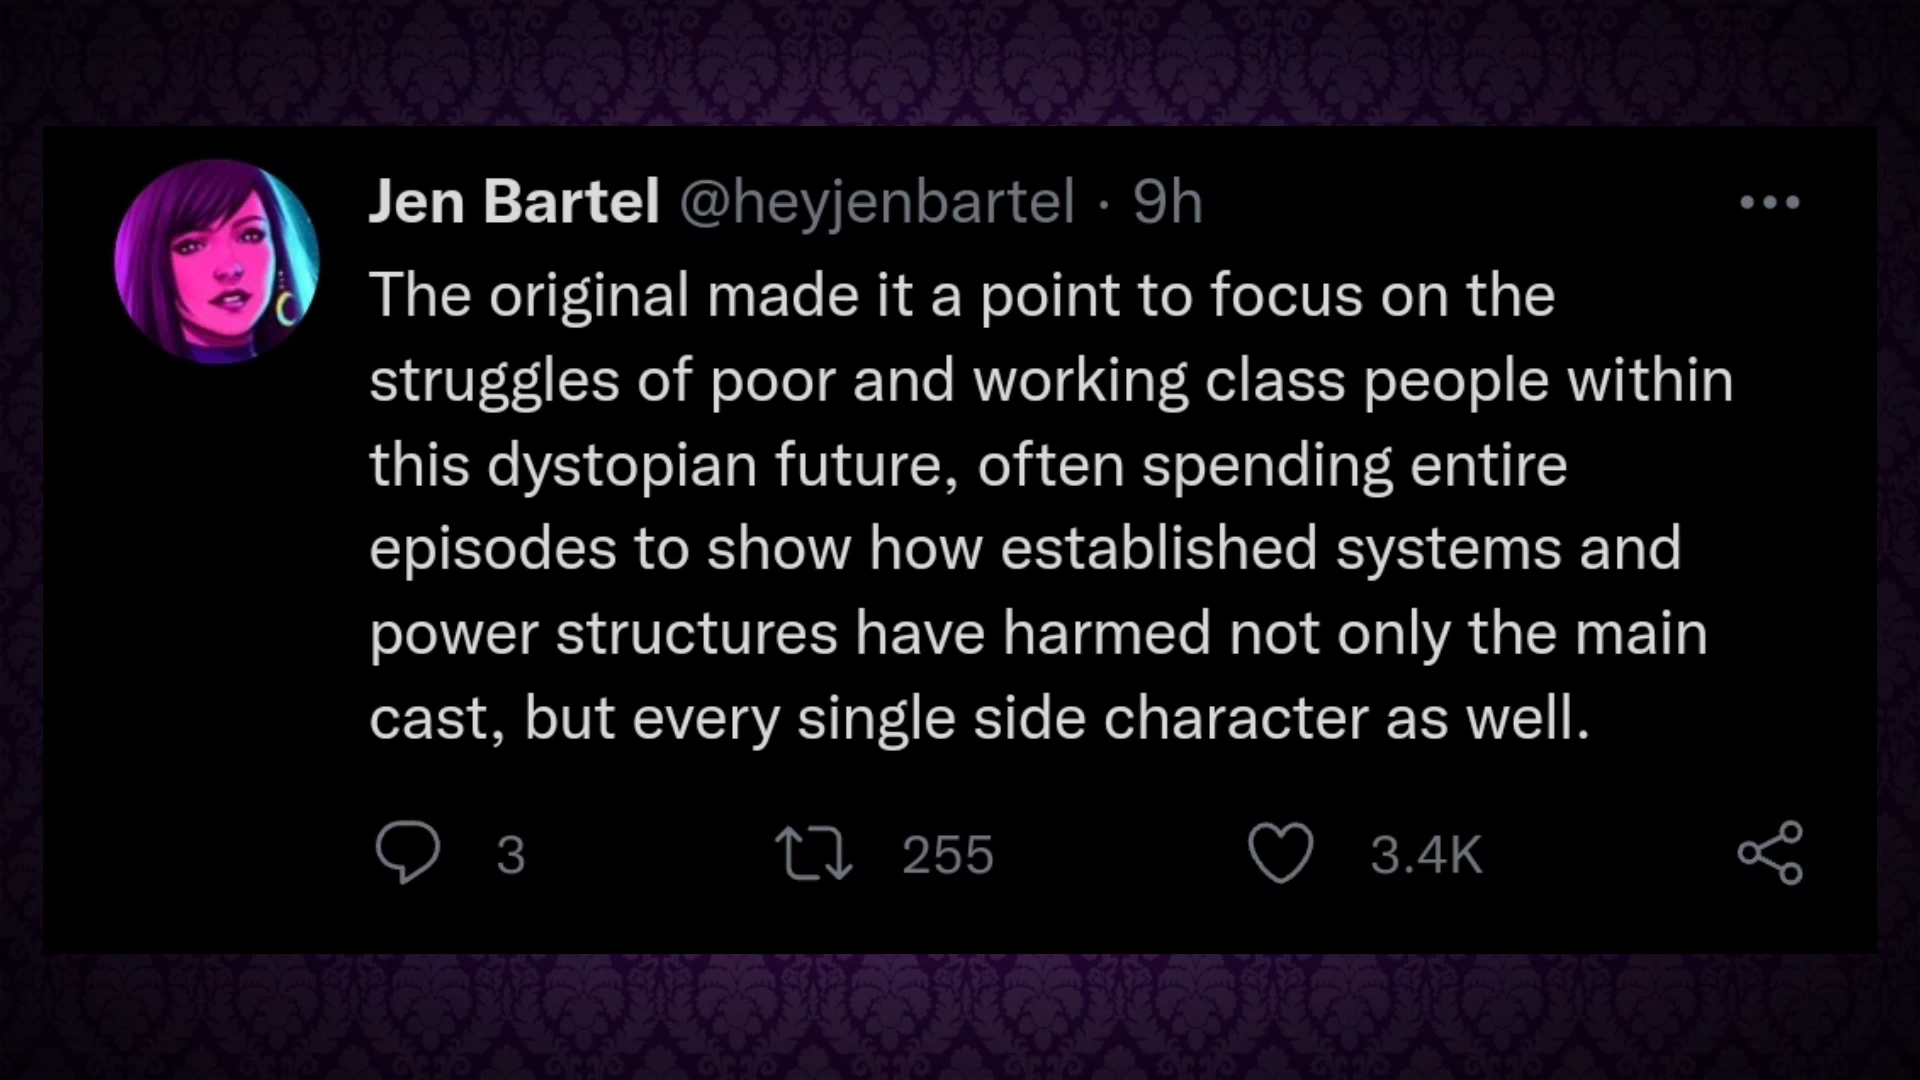 Jen Bartel @heyjenbartel · 9h
The original made it a point to focus on the
struggles of poor and working class people within
this dystopian future, often spending entire
episodes to show how established systems and
power structures have harmed not only the main
cast, but every single side character as well.
3 255 3.4K